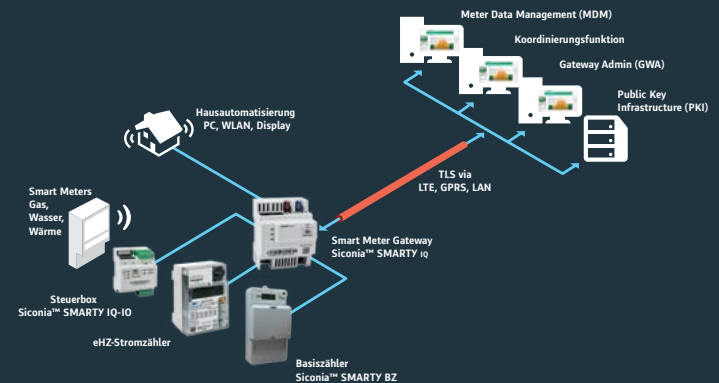 Meter Data Management (MDM)
Koordinierungsfunktion
Gateway Admin (GWA)
Public Key
Infrastructure (PKI)
Hausautomatisierung
PC, WLAN, Display
TLS via
LTE, GPRS, LAN
Smart Meters
Gas,
Wasser,
Wärme
Smart Meter Gateway
Siconia™ SMARTY IQ
Steuerbox
Siconia™ SMARTY IQ-IO
eHZ-Stromzähler
Basiszähler
Siconia™ SMARTY BZ